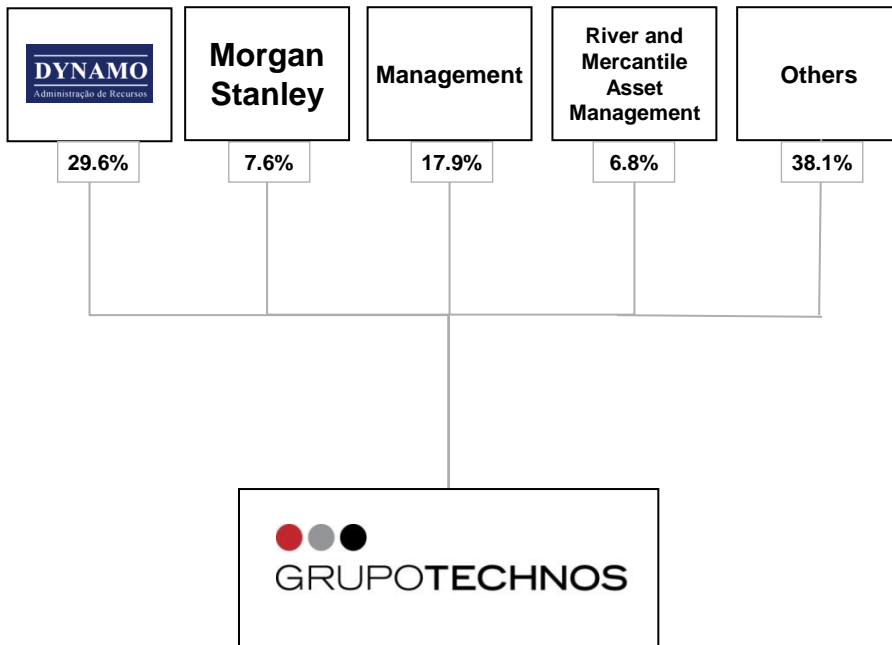 DYNAMO
Administração de Recursos
Morgan
Stanley
Management
River and
Mercantile
Asset
Management
Others
29.6%
7.6%
17.9%
6.8%
38.1%
GRUPOTECHNOS